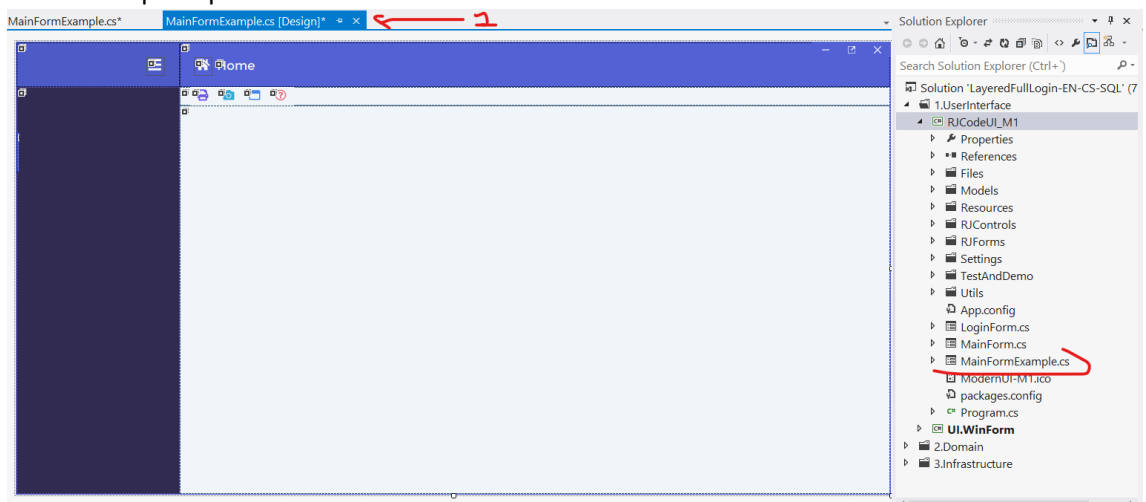 MainFormExample.cs*
MainFormExample.cs [Design]*
1
Home
Solution Explorer
Search Solution Explorer (Ctrl+`)
Solution 'LayeredFullLogin-EN-CS-SQL' (7
1.UserInterface
RJCodeUI_M1
Properties
References
Files
Models
Resources
RJControls
RJForms
Settings
TestAndDemo
Utils
App.config
LoginForm.cs
MainForm.cs
MainFormExample.cs
ModernUI-M1.ico
packages.config
Program.cs
UI.WinForm
2.Domain
3.Infrastructure